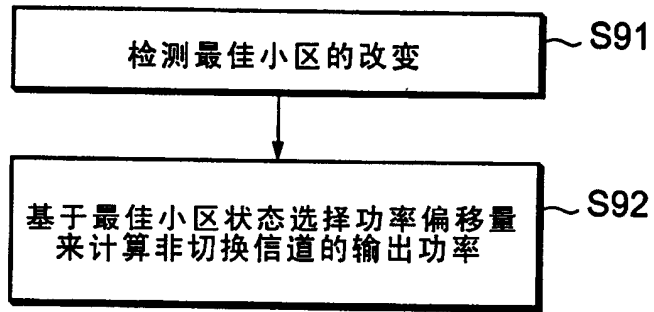 检测最佳小区的改变
S91
基于最佳小区状态选择功率偏移量
来计算非切换信道的输出功率
S92